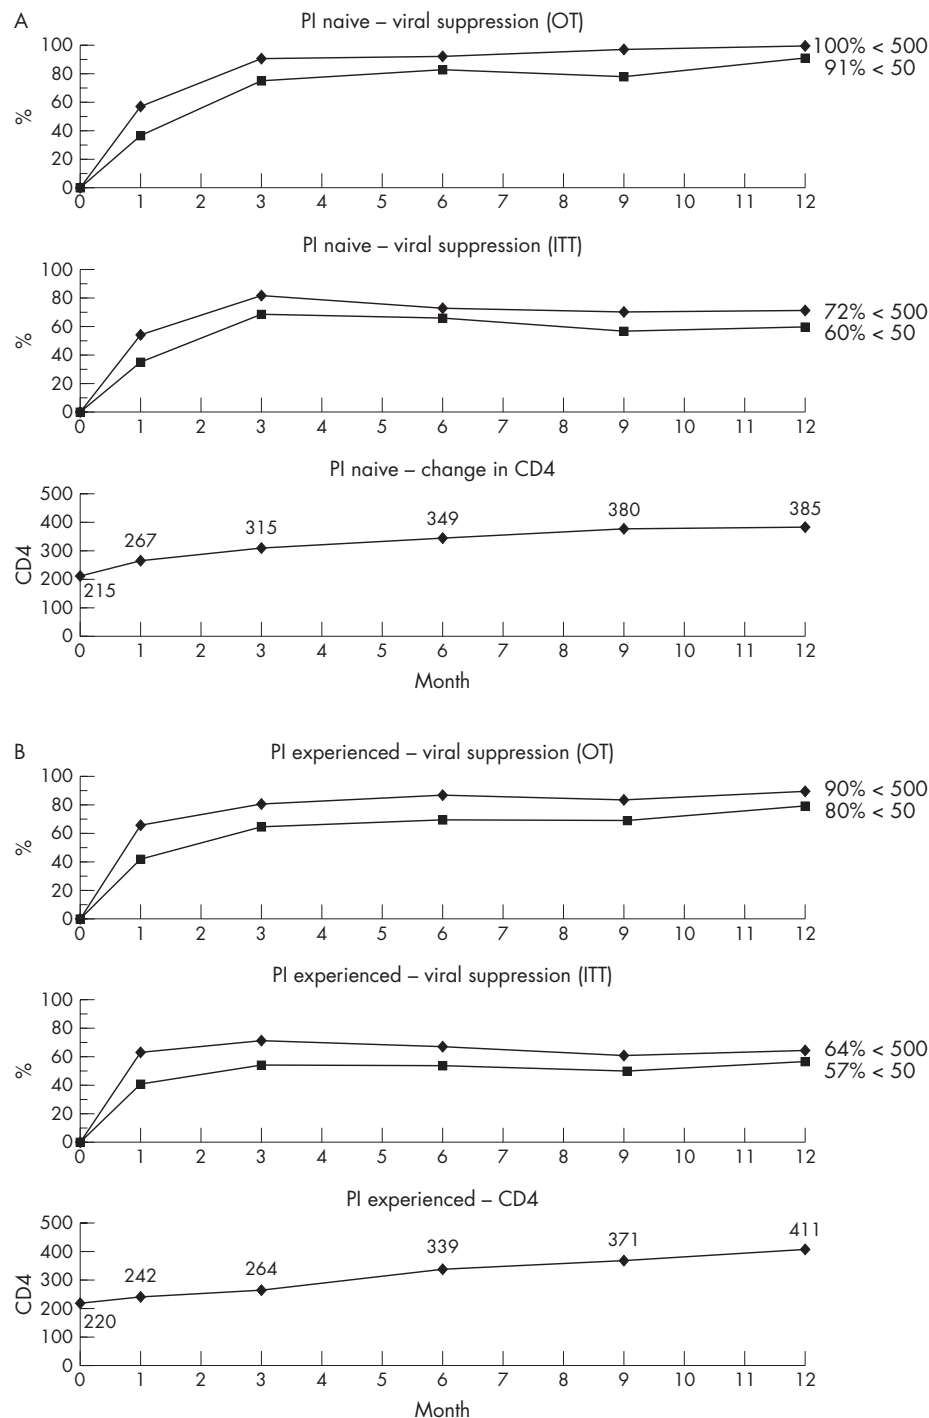 A
PI naive – viral suppression (OT)
100
80
60
40
20
0
%
100% < 500
91% < 50
0 1 2 3 4 5 6 7 8 9 10 11 12
PI naive – viral suppression (ITT)
100
80
60
40
20
0
%
72% < 500
60% < 50
0 1 2 3 4 5 6 7 8 9 10 11 12
PI naive – change in CD4
500
400
300
200
100
0
CD4
215
267
315
349
380
385
0 1 2 3 4 5 6 7 8 9 10 11 12
Month
B
PI experienced – viral suppression (OT)
100
80
60
40
20
0
%
90% < 500
80% < 50
0 1 2 3 4 5 6 7 8 9 10 11 12
PI experienced – viral suppression (ITT)
100
80
60
40
20
0
%
64% < 500
57% < 50
0 1 2 3 4 5 6 7 8 9 10 11 12
PI experienced – CD4
500
400
300
200
100
0
CD4
220
242
264
339
371
411
0 1 2 3 4 5 6 7 8 9 10 11 12
Month